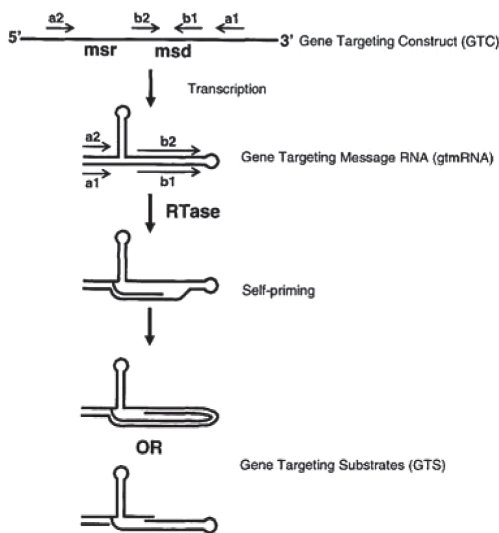 a2 b2 b1 a1
5' 3' Gene Targeting Construct (GTC)
msr msd
Transcription
a2 b2
Gene Targeting Message RNA (gtmRNA)
a1 b1
RTase
Self-priming
OR
Gene Targeting Substrates (GTS)